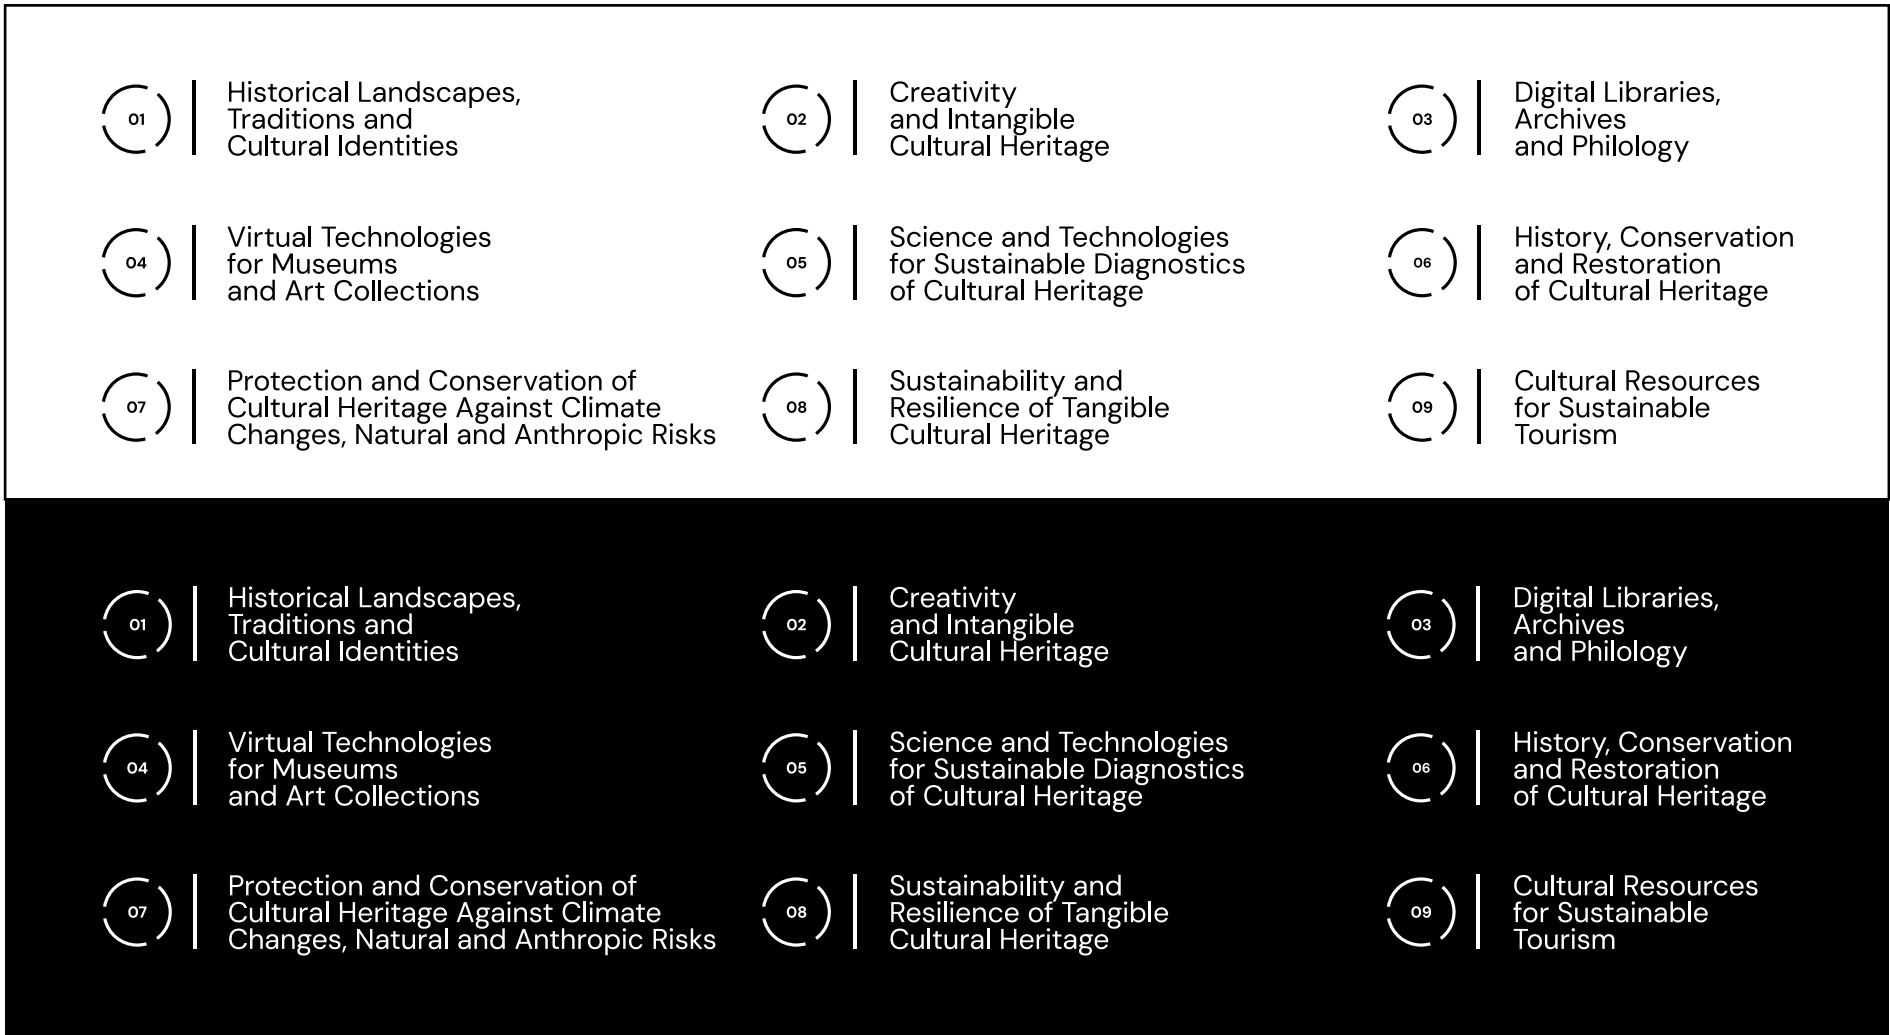 01
Historical Landscapes,
Traditions and
Cultural Identities
02
Creativity
and Intangible
Cultural Heritage
03
Digital Libraries,
Archives
and Philology
04
Virtual Technologies
for Museums
and Art Collections
05
Science and Technologies
for Sustainable Diagnostics
of Cultural Heritage
06
History, Conservation
and Restoration
of Cultural Heritage
07
Protection and Conservation of
Cultural Heritage Against Climate
Changes, Natural and Anthropic Risks
08
Sustainability and
Resilience of Tangible
Cultural Heritage
09
Cultural Resources
for Sustainable
Tourism
01
Historical Landscapes,
Traditions and
Cultural Identities
02
Creativity
and Intangible
Cultural Heritage
03
Digital Libraries,
Archives
and Philology
04
Virtual Technologies
for Museums
and Art Collections
05
Science and Technologies
for Sustainable Diagnostics
of Cultural Heritage
06
History, Conservation
and Restoration
of Cultural Heritage
07
Protection and Conservation of
Cultural Heritage Against Climate
Changes, Natural and Anthropic Risks
08
Sustainability and
Resilience of Tangible
Cultural Heritage
09
Cultural Resources
for Sustainable
Tourism